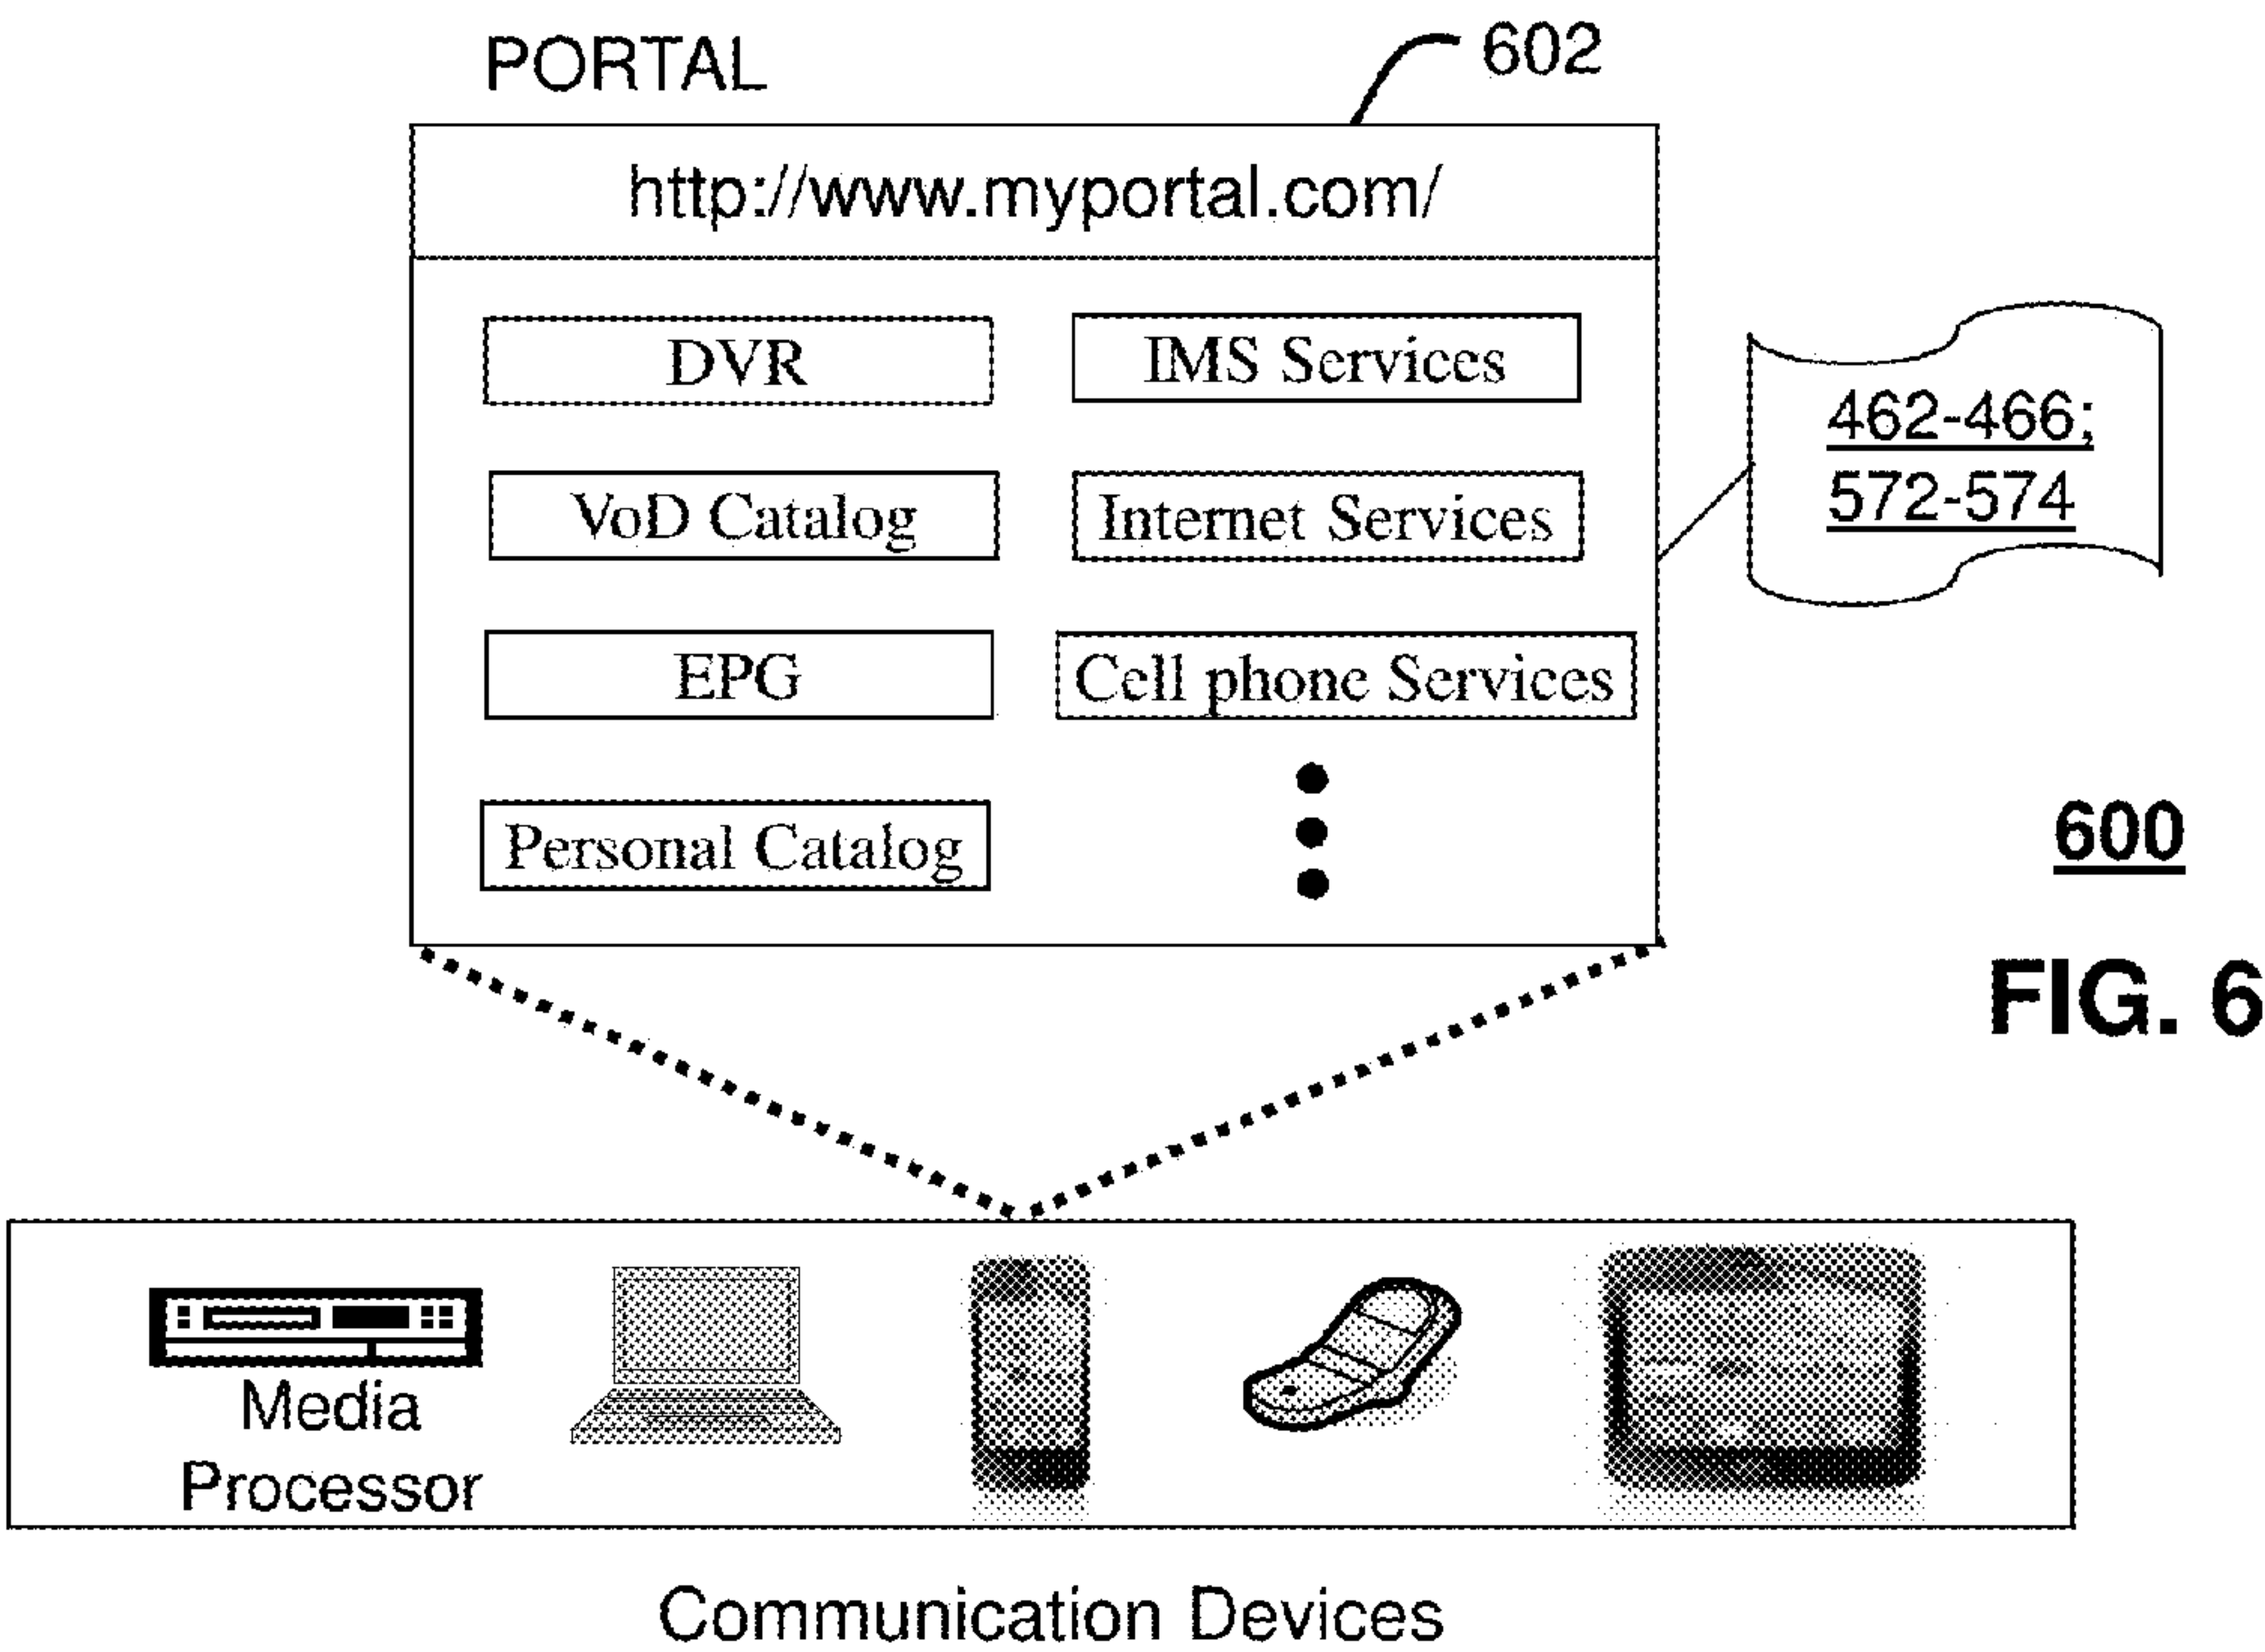 PORTAL
602
http://www.myportal.com/
DVR
IMS Services
VoD Catalog
Internet Services
EPG
Cell phone Services
Personal Catalog
462-466;
572-574
600
FIG. 6
Media
Processor
Communication Devices